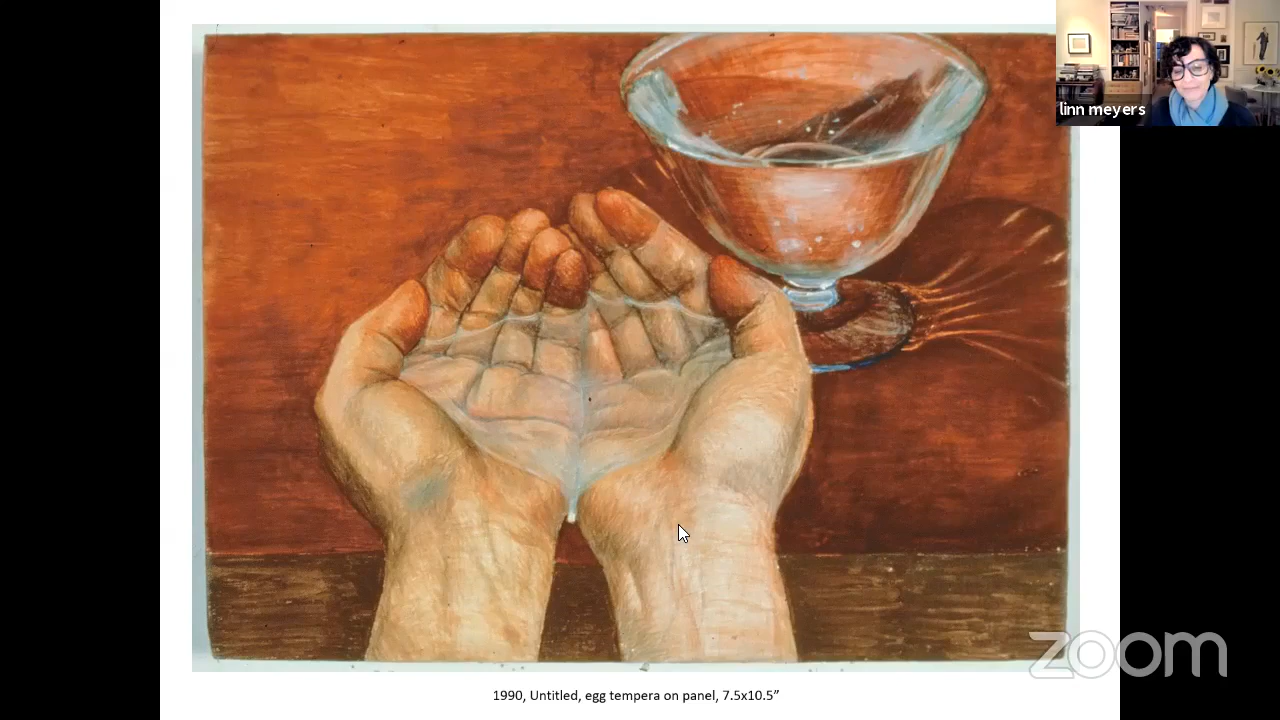 linn meyers
zoom
1990, Untitled, egg tempera on panel, 7.5x10.5”